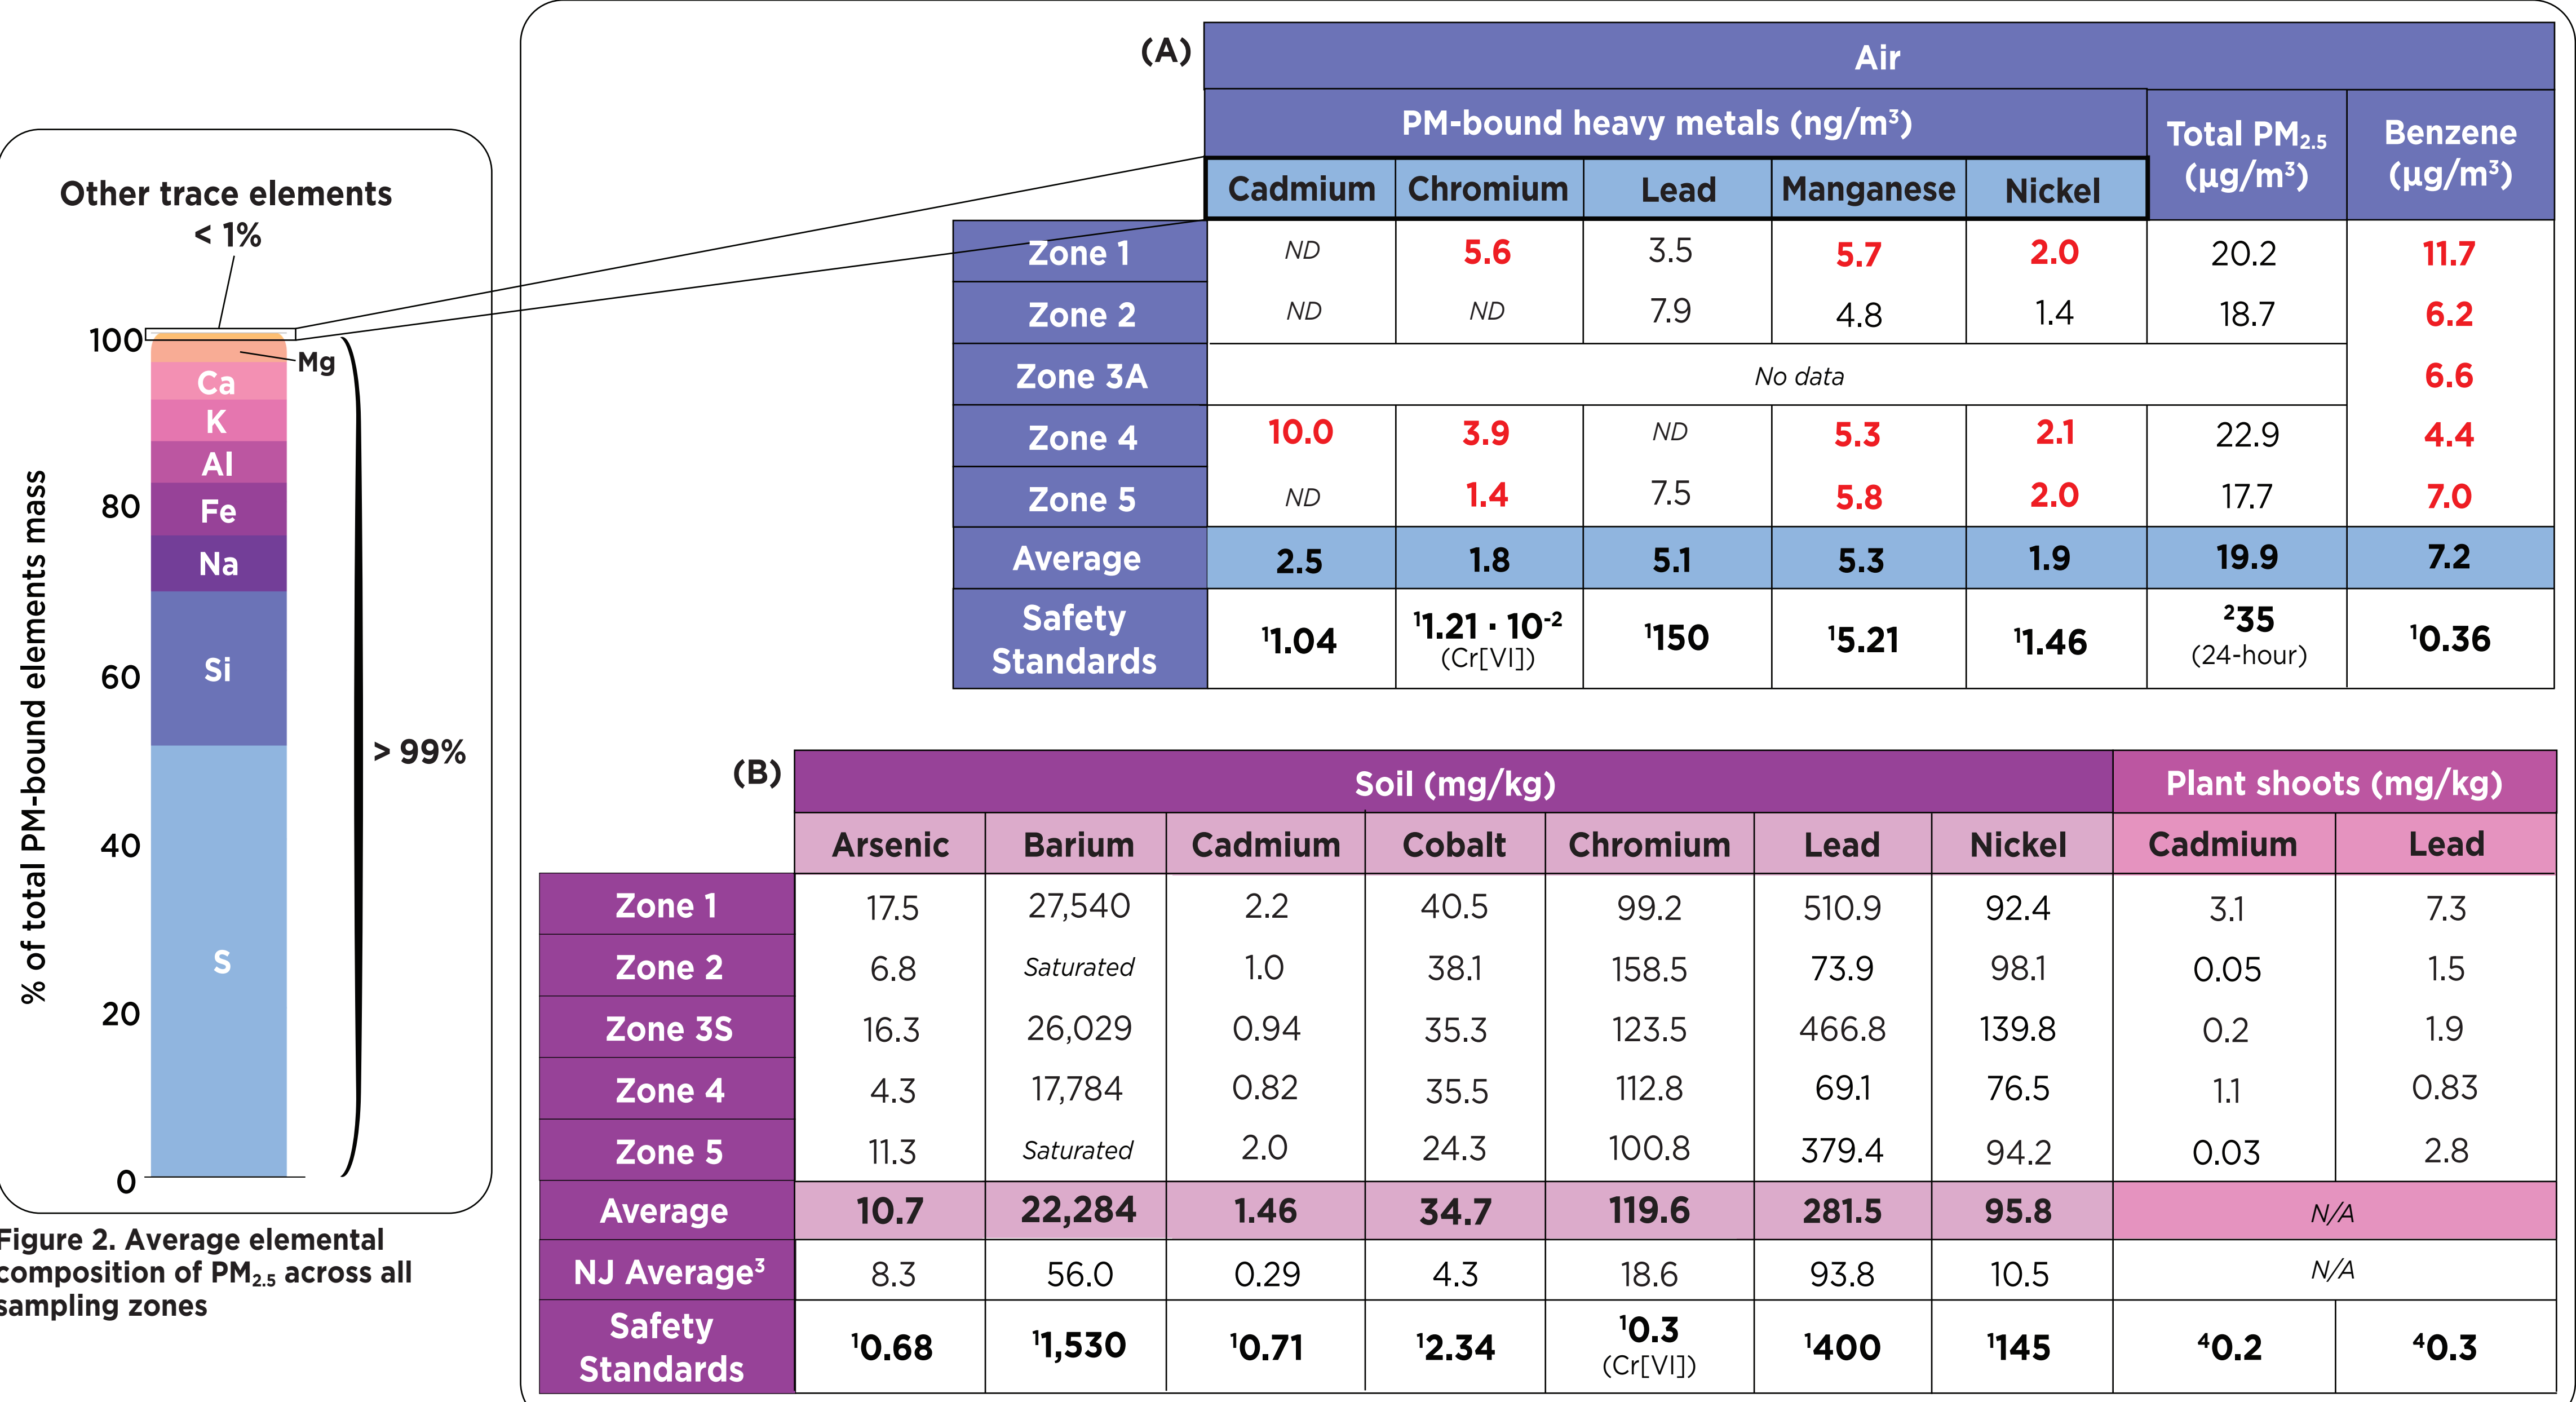 Other trace elements
< 1%
100
80
60
40
20
0
% of total PM-bound elements mass
Mg
Ca
K
Al
Fe
Na
Si
S
> 99%
Figure 2. Average elemental
composition of PM2.5 across all
sampling zones
(A)
Air
PM-bound heavy metals (ng/m³) Total PM2.5 (µg/m³) Benzene (µg/m³)
Cadmium Chromium Lead Manganese Nickel
Zone 1 ND 5.6 3.5 5.7 2.0 20.2 11.7
Zone 2 ND ND 7.9 4.8 1.4 18.7 6.2
Zone 3A No data 6.6
Zone 4 10.0 3.9 ND 5.3 2.1 22.9 4.4
Zone 5 ND 1.4 7.5 5.8 2.0 17.7 7.0
Average 2.5 1.8 5.1 5.3 1.9 19.9 7.2
Safety Standards ¹1.04 ¹1.21 · 10⁻² (Cr[VI]) ¹150 ¹5.21 ¹1.46 ²35 (24-hour) ¹0.36
(B)
Soil (mg/kg) Plant shoots (mg/kg)
Arsenic Barium Cadmium Cobalt Chromium Lead Nickel Cadmium Lead
Zone 1 17.5 27,540 2.2 40.5 99.2 510.9 92.4 3.1 7.3
Zone 2 6.8 Saturated 1.0 38.1 158.5 73.9 98.1 0.05 1.5
Zone 3S 16.3 26,029 0.94 35.3 123.5 466.8 139.8 0.2 1.9
Zone 4 4.3 17,784 0.82 35.5 112.8 69.1 76.5 1.1 0.83
Zone 5 11.3 Saturated 2.0 24.3 100.8 379.4 94.2 0.03 2.8
Average 10.7 22,284 1.46 34.7 119.6 281.5 95.8 N/A
NJ Average³ 8.3 56.0 0.29 4.3 18.6 93.8 10.5 N/A
Safety Standards ¹0.68 ¹1,530 ¹0.71 ¹2.34 ¹0.3 (Cr[VI]) ¹400 ¹145 ⁴0.2 ⁴0.3